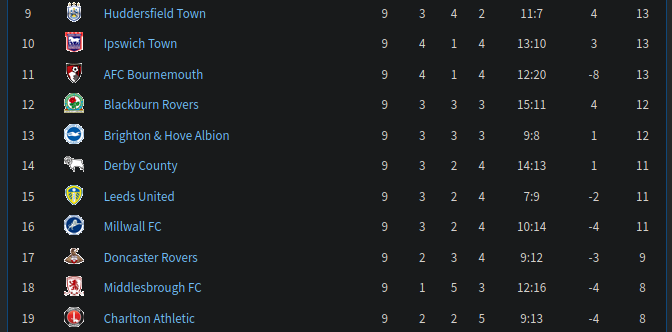 9 Huddersfield Town 9 3 4 2 11:7 4 13
10 Ipswich Town 9 4 1 4 13:10 3 13
11 AFC Bournemouth 9 4 1 4 12:20 -8 13
12 Blackburn Rovers 9 3 3 3 15:11 4 12
13 Brighton & Hove Albion 9 3 3 3 9:8 1 12
14 Derby County 9 3 2 4 14:13 1 11
15 Leeds United 9 3 2 4 7:9 -2 11
16 Millwall FC 9 3 2 4 10:14 -4 11
17 Doncaster Rovers 9 2 3 4 9:12 -3 9
18 Middlesbrough FC 9 1 5 3 12:16 -4 8
19 Charlton Athletic 9 2 2 5 9:13 -4 8